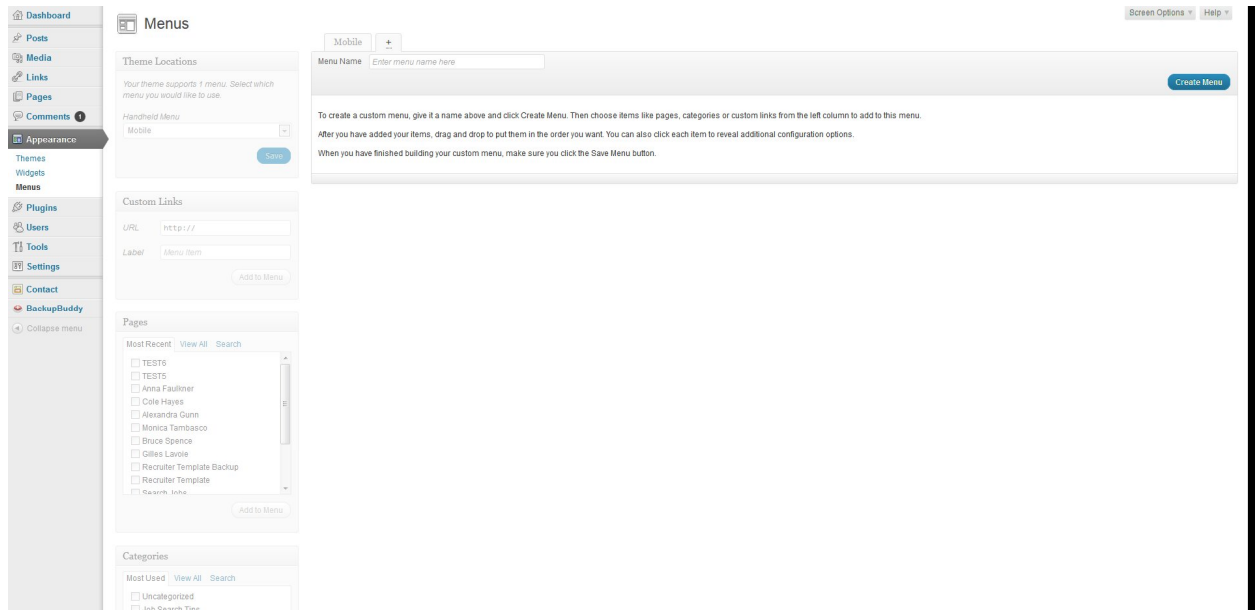 Dashboard
Posts
Media
Links
Pages
Comments 1
Appearance
Themes
Widgets
Menus
Plugins
Users
Tools
Settings
Contact
BackupBuddy
Collapse menu
Screen Options Help
Menus
Theme Locations
Your theme supports 1 menu. Select which
menu you would like to use.
Handheld Menu
Mobile
Save
Custom Links
URL http://
Label Menu Item
Add to Menu
Pages
Most Recent View All Search
TEST6
TEST5
Anna Faulkner
Cole Hayes
Alexandra Gunn
Monica Tambasco
Bruce Spence
Gilles Lavoie
Recruiter Template Backup
Recruiter Template
Search Jobs
Add to Menu
Categories
Most Used View All Search
Uncategorized
Job Search Tips
Mobile +
Menu Name Enter menu name here
Create Menu
To create a custom menu, give it a name above and click Create Menu. Then choose items like pages, categories or custom links from the left column to add to this menu.
After you have added your items, drag and drop to put them in the order you want. You can also click each item to reveal additional configuration options.
When you have finished building your custom menu, make sure you click the Save Menu button.